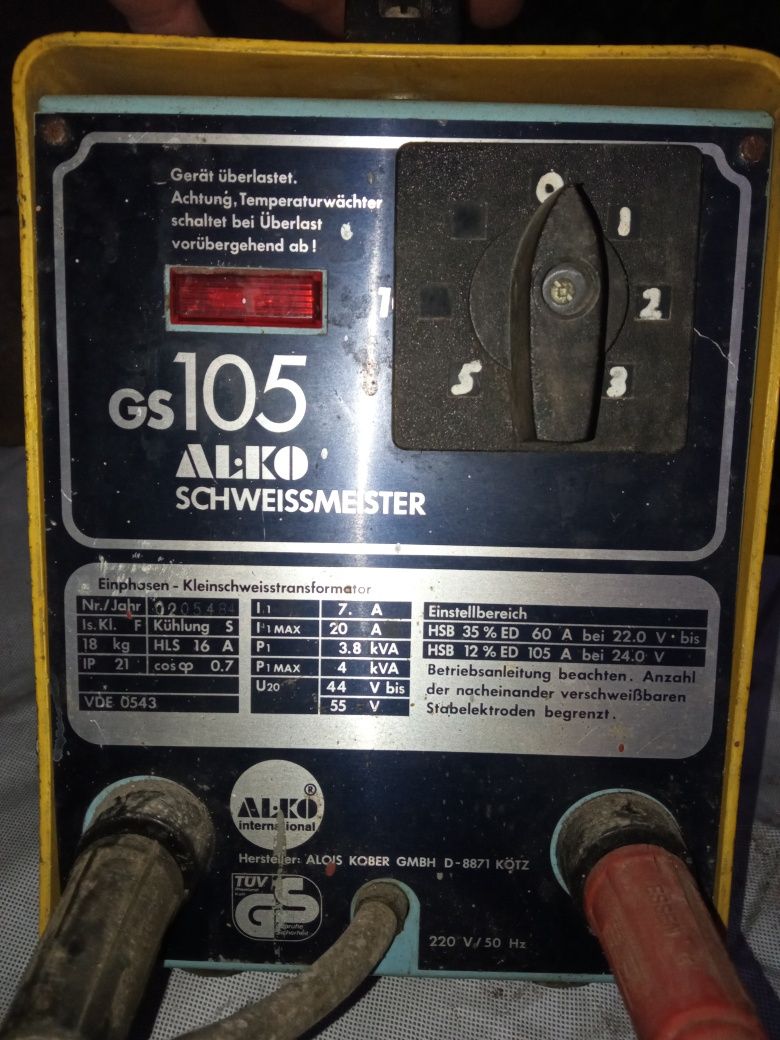 Gerät überlastet.
Achtung, Temperaturwächter
schaltet bei Überlast
vorübergehend ab!
0
1
2
3
5
GS105
AL-KO
SCHWEISSMEISTER
Einphasen - Kleinschweisstransformator
Nr./Jahr
Is. Kl. F Kühlung S
18 kg HLS 16 A
IP 21 cosφ 0.7
VDE 0543
I1 7. A
I1 MAX 20 A
P1 3.8 kVA
P1 MAX 4 kVA
U20 44 V bis
55 V
Einstellbereich
HSB 35 % ED 60 A bei 22.0 V · bis
HSB 12 % ED 105 A bei 24.0 V
Betriebsanleitung beachten. Anzahl
der nacheinander verschweißbaren
Stabelektroden begrenzt.
AL-KO ®
international
Hersteller: ALOIS KOBER GMBH D-8871 KÖTZ
TÜV
GS
geprüfte
Sicherheit
220 V/50 Hz